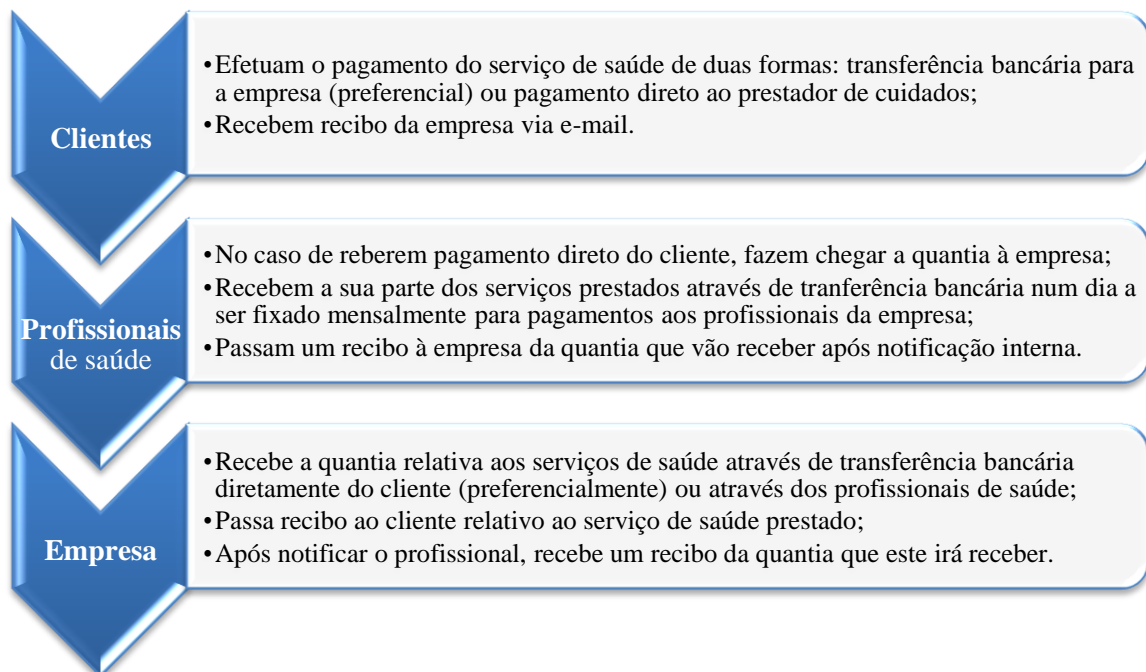 Clientes
•Efetuam o pagamento do serviço de saúde de duas formas: transferência bancária para
a empresa (preferencial) ou pagamento direto ao prestador de cuidados;
•Recebem recibo da empresa via e-mail.
Profissionais
de saúde
•No caso de reberem pagamento direto do cliente, fazem chegar a quantia à empresa;
•Recebem a sua parte dos serviços prestados através de tranferência bancária num dia a
ser fixado mensalmente para pagamentos aos profissionais da empresa;
•Passam um recibo à empresa da quantia que vão receber após notificação interna.
Empresa
•Recebe a quantia relativa aos serviços de saúde através de transferência bancária
diretamente do cliente (preferencialmente) ou através dos profissionais de saúde;
•Passa recibo ao cliente relativo ao serviço de saúde prestado;
•Após notificar o profissional, recebe um recibo da quantia que este irá receber.